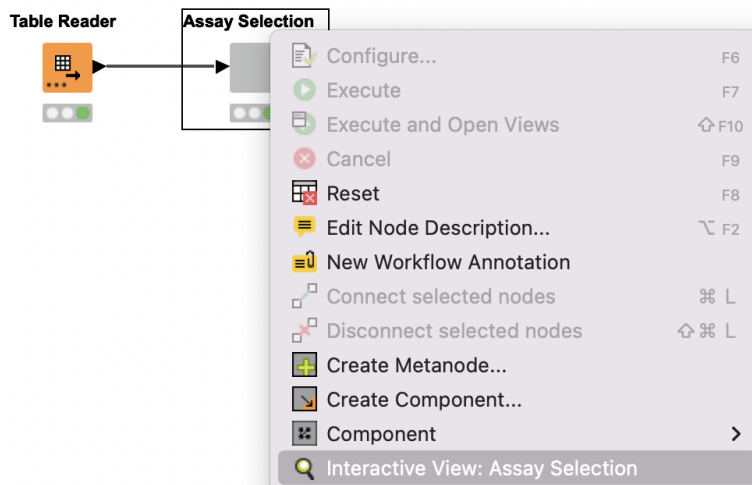 Table Reader
Assay Selection
Configure... F6
Execute F7
Execute and Open Views ⇧F10
Cancel F9
Reset F8
Edit Node Description... ⌥ F2
New Workflow Annotation
Connect selected nodes ⌘ L
Disconnect selected nodes ⇧⌘ L
Create Metanode...
Create Component...
Component
Interactive View: Assay Selection